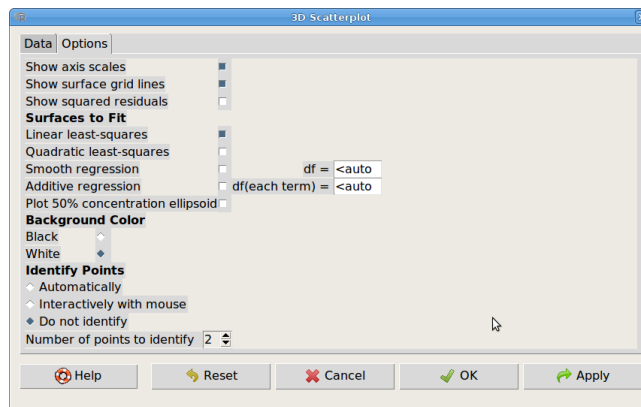 3D Scatterplot
Data Options
Show axis scales
Show surface grid lines
Show squared residuals
Surfaces to Fit
Linear least-squares
Quadratic least-squares
Smooth regression df = <auto
Additive regression df(each term) = <auto
Plot 50% concentration ellipsoid
Background Color
Black
White
Identify Points
Automatically
Interactively with mouse
Do not identify
Number of points to identify 2
Help Reset Cancel OK Apply